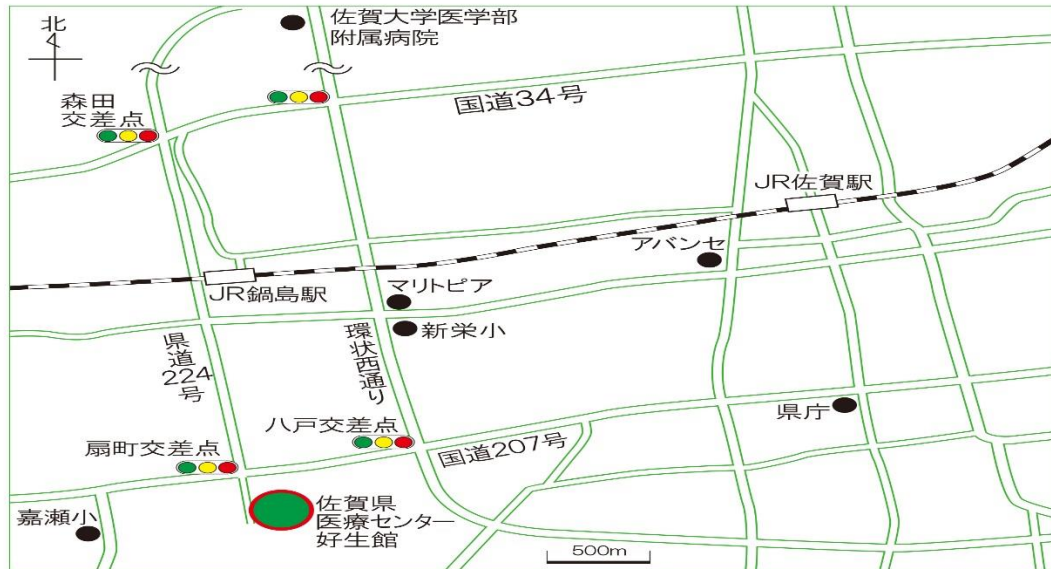 北
佐賀大学医学部
附属病院
森田
交差点
国道34号
JR佐賀駅
アバンセ
JR鍋島駅
マリトピア
新栄小
県道224号
環状西通り
県庁
八戸交差点
国道207号
扇町交差点
嘉瀬小
佐賀県
医療センター
好生館
500m